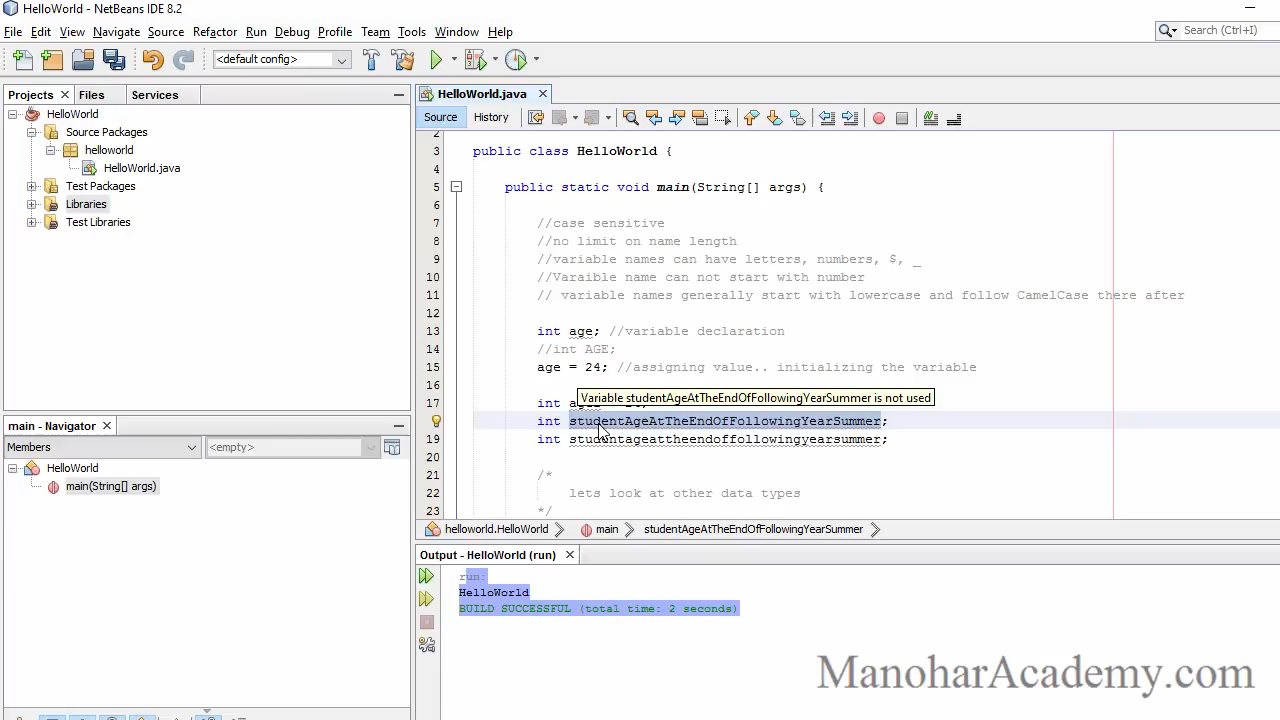 HelloWorld - NetBeans IDE 8.2
File Edit View Navigate Source Refactor Run Debug Profile Team Tools Window Help
Search (Ctrl+I)
<default config>
Projects Files Services
HelloWorld
Source Packages
helloworld
HelloWorld.java
Test Packages
Libraries
Test Libraries
main - Navigator
Members <empty>
HelloWorld
main(String[] args)
HelloWorld.java
Source History
2
3 public class HelloWorld {
4
5 public static void main(String[] args) {
6
7 //case sensitive
8 //no limit on name length
9 //variable names can have letters, numbers, $, _
10 //Varaible name can not start with number
11 // variable names generally start with lowercase and follow CamelCase there after
12
13 int age; //variable declaration
14 //int AGE;
15 age = 24; //assigning value.. initializing the variable
16
Variable studentAgeAtTheEndOfFollowingYearSummer is not used
17 int
18 int studentAgeAtTheEndOfFollowingYearSummer;
19 int studentageattheendoffollowingyearsummer;
20
21 /*
22 lets look at other data types
23 */
helloworld.HelloWorld main studentAgeAtTheEndOfFollowingYearSummer
Output - HelloWorld (run)
run:
HelloWorld
BUILD SUCCESSFUL (total time: 2 seconds)
ManoharAcademy.com